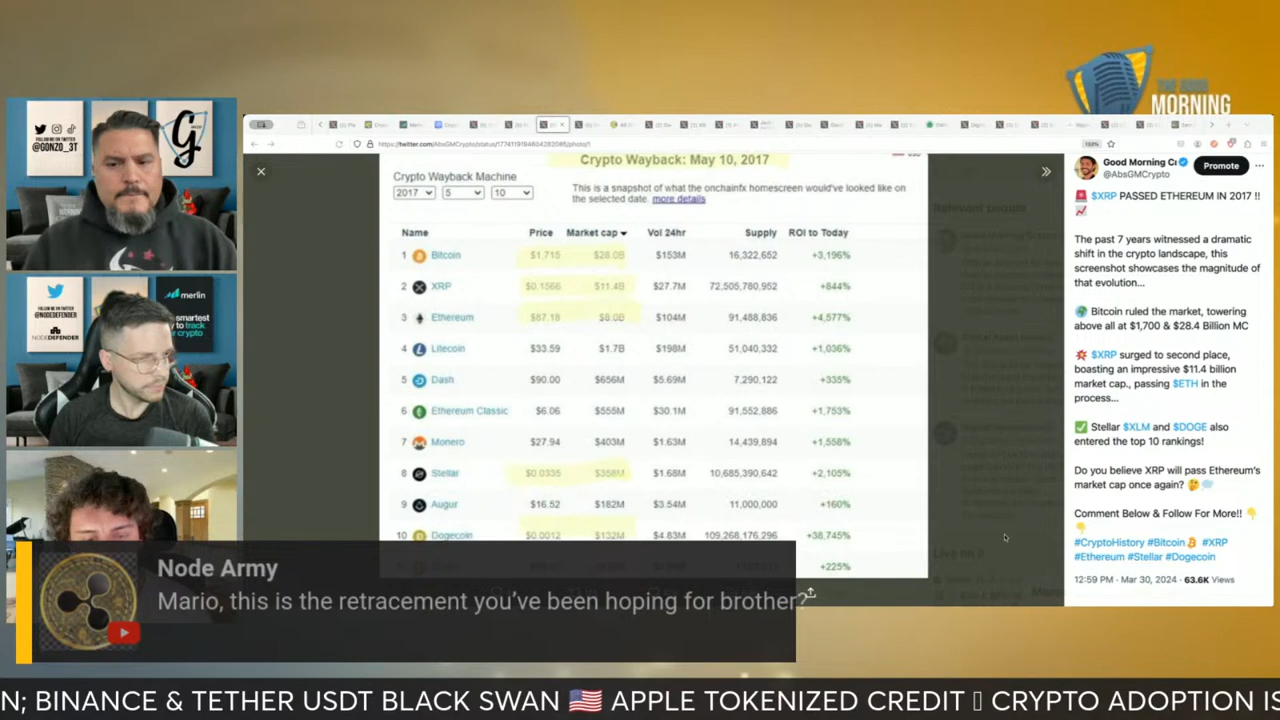 THE GOOD
MORNING
FOLLOW ME ON TWITTER
@GONZO_3T
FOLLOW ME ON TWITTER
@NODEDEFENDER
NODEDEFENDER
merlin
smartest
y to track
crypto
https://twitter.com/AbsGMCrypto/status/1774119194604282085/photo/1
Crypto Wayback: May 10, 2017
Crypto Wayback Machine
2017 5 10
This is a snapshot of what the onchainfx homescreen would've looked like on
the selected date. more details
Name Price Market cap Vol 24hr Supply ROI to Today
1 Bitcoin $1,715 $28.0B $153M 16,322,652 +3,196%
2 XRP $0.1566 $11.4B $27.7M 72,505,780,952 +844%
3 Ethereum $87.18 $8.0B $104M 91,488,836 +4,577%
4 Litecoin $33.59 $1.7B $198M 51,040,332 +1,036%
5 Dash $90.00 $656M $5.69M 7,290,122 +335%
6 Ethereum Classic $6.06 $555M $30.1M 91,552,886 +1,753%
7 Monero $27.94 $403M $1.63M 14,439,894 +1,558%
8 Stellar $0.0335 $358M $1.68M 10,685,390,642 +2,105%
9 Augur $16.52 $182M $3.54M 11,000,000 +160%
10 Dogecoin $0.0012 $132M $4.83M 109,268,176,296 +38,745%
+225%
Relevant people
Good Morning Cr
@AbsGMCrypto
Promote
🚨 $XRP PASSED ETHEREUM IN 2017 !!
📈
The past 7 years witnessed a dramatic
shift in the crypto landscape, this
screenshot showcases the magnitude of
that evolution...
🌍 Bitcoin ruled the market, towering
above all at $1,700 & $28.4 Billion MC
💥 $XRP surged to second place,
boasting an impressive $11.4 billion
market cap., passing $ETH in the
process...
✅ Stellar $XLM and $DOGE also
entered the top 10 rankings!
Do you believe XRP will pass Ethereum's
market cap once again? 🤔💭
Comment Below & Follow For More!! 👇
👇
#CryptoHistory #Bitcoin #XRP
#Ethereum #Stellar #Dogecoin
12:59 PM · Mar 30, 2024 · 63.6K Views
Node Army
Mario, this is the retracement you've been hoping for brother?
N; BINANCE & TETHER USDT BLACK SWAN 🇺🇸 APPLE TOKENIZED CREDIT CRYPTO ADOPTION IS